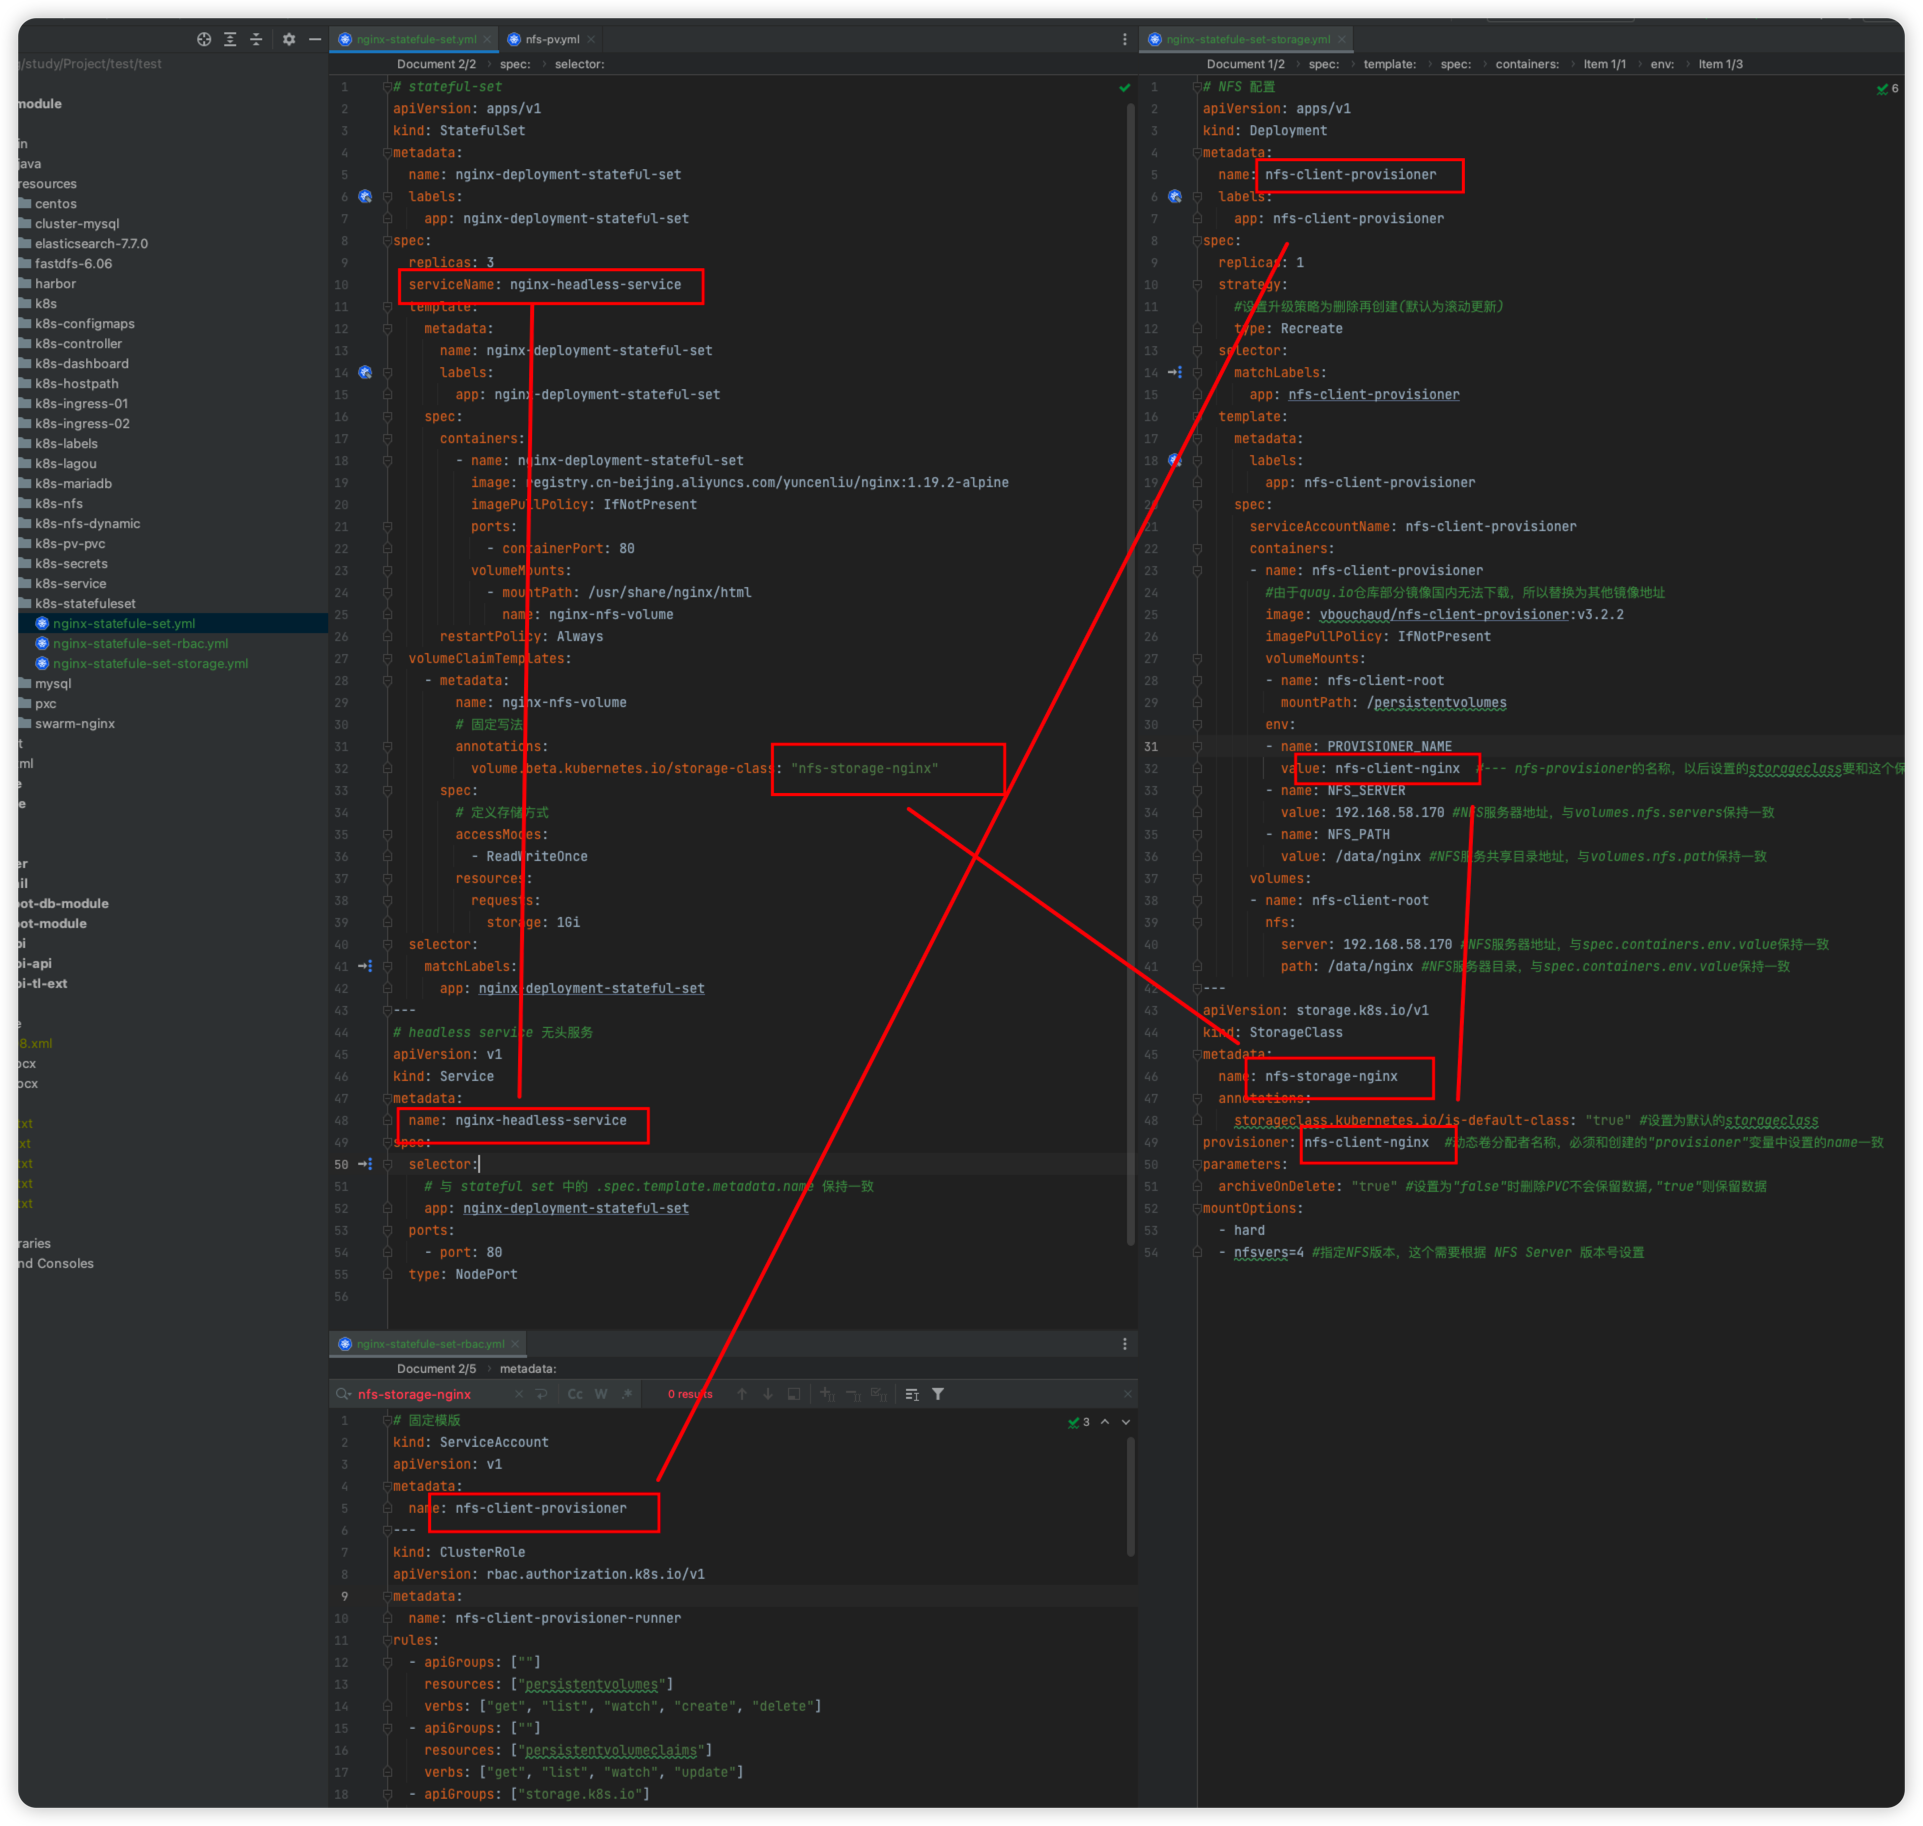 g/study/Project/test/test
module
in
java
resources
centos
cluster-mysql
elasticsearch-7.7.0
fastdfs-6.06
harbor
k8s
k8s-configmaps
k8s-controller
k8s-dashboard
k8s-hostpath
k8s-ingress-01
k8s-ingress-02
k8s-labels
k8s-lagou
k8s-mariadb
k8s-nfs
k8s-nfs-dynamic
k8s-pv-pvc
k8s-secrets
k8s-service
k8s-statefuleset
nginx-statefule-set.yml
nginx-statefule-set-rbac.yml
nginx-statefule-set-storage.yml
mysql
pxc
swarm-nginx
t
ml
e
e
er
il
oot-db-module
oot-module
oi
oi-api
oi-tl-ext
e
8.xml
ocx
ocx
txt
xt
txt
txt
txt
raries
nd Consoles
nginx-statefule-set.yml nfs-pv.yml
Document 2/2 › spec: › selector:
1 # stateful-set
2 apiVersion: apps/v1
3 kind: StatefulSet
4 metadata:
5 name: nginx-deployment-stateful-set
6 labels:
7 app: nginx-deployment-stateful-set
8 spec:
9 replicas: 3
10 serviceName: nginx-headless-service
11 template:
12 metadata:
13 name: nginx-deployment-stateful-set
14 labels:
15 app: nginx-deployment-stateful-set
16 spec:
17 containers:
18 - name: nginx-deployment-stateful-set
19 image: registry.cn-beijing.aliyuncs.com/yuncenliu/nginx:1.19.2-alpine
20 imagePullPolicy: IfNotPresent
21 ports:
22 - containerPort: 80
23 volumeMounts:
24 - mountPath: /usr/share/nginx/html
25 name: nginx-nfs-volume
26 restartPolicy: Always
27 volumeClaimTemplates:
28 - metadata:
29 name: nginx-nfs-volume
30 # 固定写法
31 annotations:
32 volume.beta.kubernetes.io/storage-class: "nfs-storage-nginx"
33 spec:
34 # 定义存储方式
35 accessModes:
36 - ReadWriteOnce
37 resources:
38 requests:
39 storage: 1Gi
40 selector:
41 matchLabels:
42 app: nginx-deployment-stateful-set
43 ---
44 # headless service 无头服务
45 apiVersion: v1
46 kind: Service
47 metadata:
48 name: nginx-headless-service
49 spec:
50 selector:
51 # 与 stateful set 中的 .spec.template.metadata.name 保持一致
52 app: nginx-deployment-stateful-set
53 ports:
54 - port: 80
55 type: NodePort
56
nginx-statefule-set-rbac.yml
Document 2/5 › metadata:
nfs-storage-nginx Cc W .* 0 results
3
1 # 固定模版
2 kind: ServiceAccount
3 apiVersion: v1
4 metadata:
5 name: nfs-client-provisioner
6 ---
7 kind: ClusterRole
8 apiVersion: rbac.authorization.k8s.io/v1
9 metadata:
10 name: nfs-client-provisioner-runner
11 rules:
12 - apiGroups: [""]
13 resources: ["persistentvolumes"]
14 verbs: ["get", "list", "watch", "create", "delete"]
15 - apiGroups: [""]
16 resources: ["persistentvolumeclaims"]
17 verbs: ["get", "list", "watch", "update"]
18 - apiGroups: ["storage.k8s.io"]
nginx-statefule-set-storage.yml
Document 1/2 › spec: › template: › spec: › containers: › Item 1/1 › env: › Item 1/3
6
1 # NFS 配置
2 apiVersion: apps/v1
3 kind: Deployment
4 metadata:
5 name: nfs-client-provisioner
6 labels:
7 app: nfs-client-provisioner
8 spec:
9 replicas: 1
10 strategy:
11 #设置升级策略为删除再创建(默认为滚动更新)
12 type: Recreate
13 selector:
14 matchLabels:
15 app: nfs-client-provisioner
16 template:
17 metadata:
18 labels:
19 app: nfs-client-provisioner
20 spec:
21 serviceAccountName: nfs-client-provisioner
22 containers:
23 - name: nfs-client-provisioner
24 #由于quay.io仓库部分镜像国内无法下载，所以替换为其他镜像地址
25 image: vbouchaud/nfs-client-provisioner:v3.2.2
26 imagePullPolicy: IfNotPresent
27 volumeMounts:
28 - name: nfs-client-root
29 mountPath: /persistentvolumes
30 env:
31 - name: PROVISIONER_NAME
32 value: nfs-client-nginx #--- nfs-provisioner的名称，以后设置的storageclass要和这个保
33 - name: NFS_SERVER
34 value: 192.168.58.170 #NFS服务器地址，与volumes.nfs.servers保持一致
35 - name: NFS_PATH
36 value: /data/nginx #NFS服务共享目录地址，与volumes.nfs.path保持一致
37 volumes:
38 - name: nfs-client-root
39 nfs:
40 server: 192.168.58.170 #NFS服务器地址，与spec.containers.env.value保持一致
41 path: /data/nginx #NFS服务器目录，与spec.containers.env.value保持一致
42 ---
43 apiVersion: storage.k8s.io/v1
44 kind: StorageClass
45 metadata:
46 name: nfs-storage-nginx
47 annotations:
48 storageclass.kubernetes.io/is-default-class: "true" #设置为默认的storageclass
49 provisioner: nfs-client-nginx #动态卷分配者名称，必须和创建的"provisioner"变量中设置的name一致
50 parameters:
51 archiveOnDelete: "true" #设置为"false"时删除PVC不会保留数据,"true"则保留数据
52 mountOptions:
53 - hard
54 - nfsvers=4 #指定NFS版本，这个需要根据 NFS Server 版本号设置